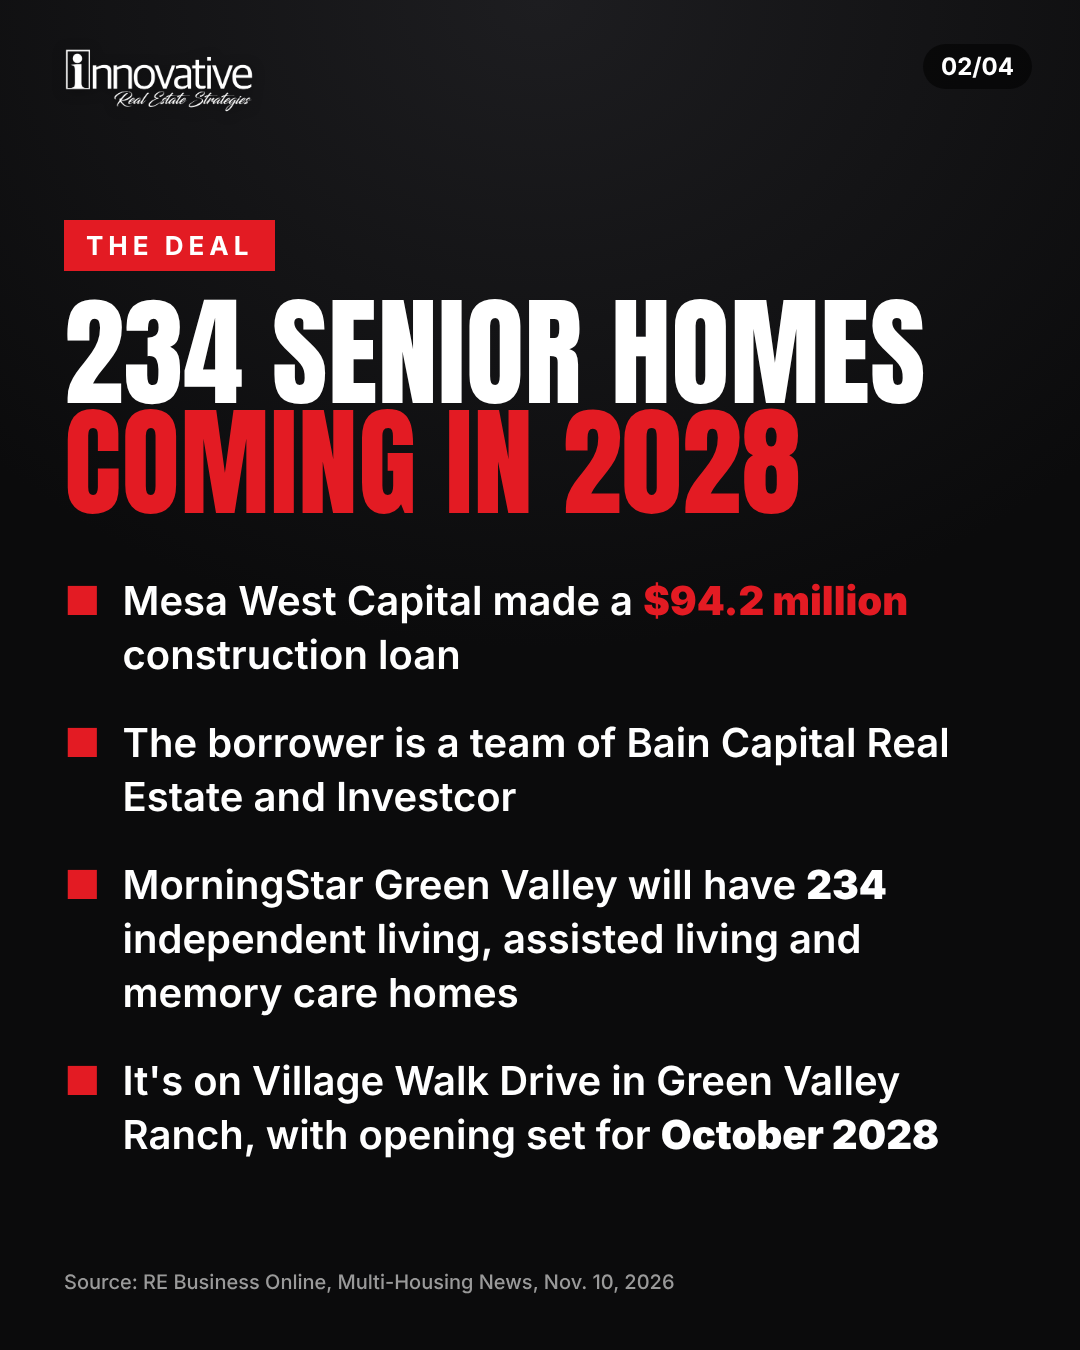 innovative
Real Estate Strategies
02/04
THE DEAL
234 SENIOR HOMES
COMING IN 2028
Mesa West Capital made a $94.2 million
construction loan
The borrower is a team of Bain Capital Real
Estate and Investcor
MorningStar Green Valley will have 234
independent living, assisted living and
memory care homes
It's on Village Walk Drive in Green Valley
Ranch, with opening set for October 2028
Source: RE Business Online, Multi-Housing News, Nov. 10, 2026